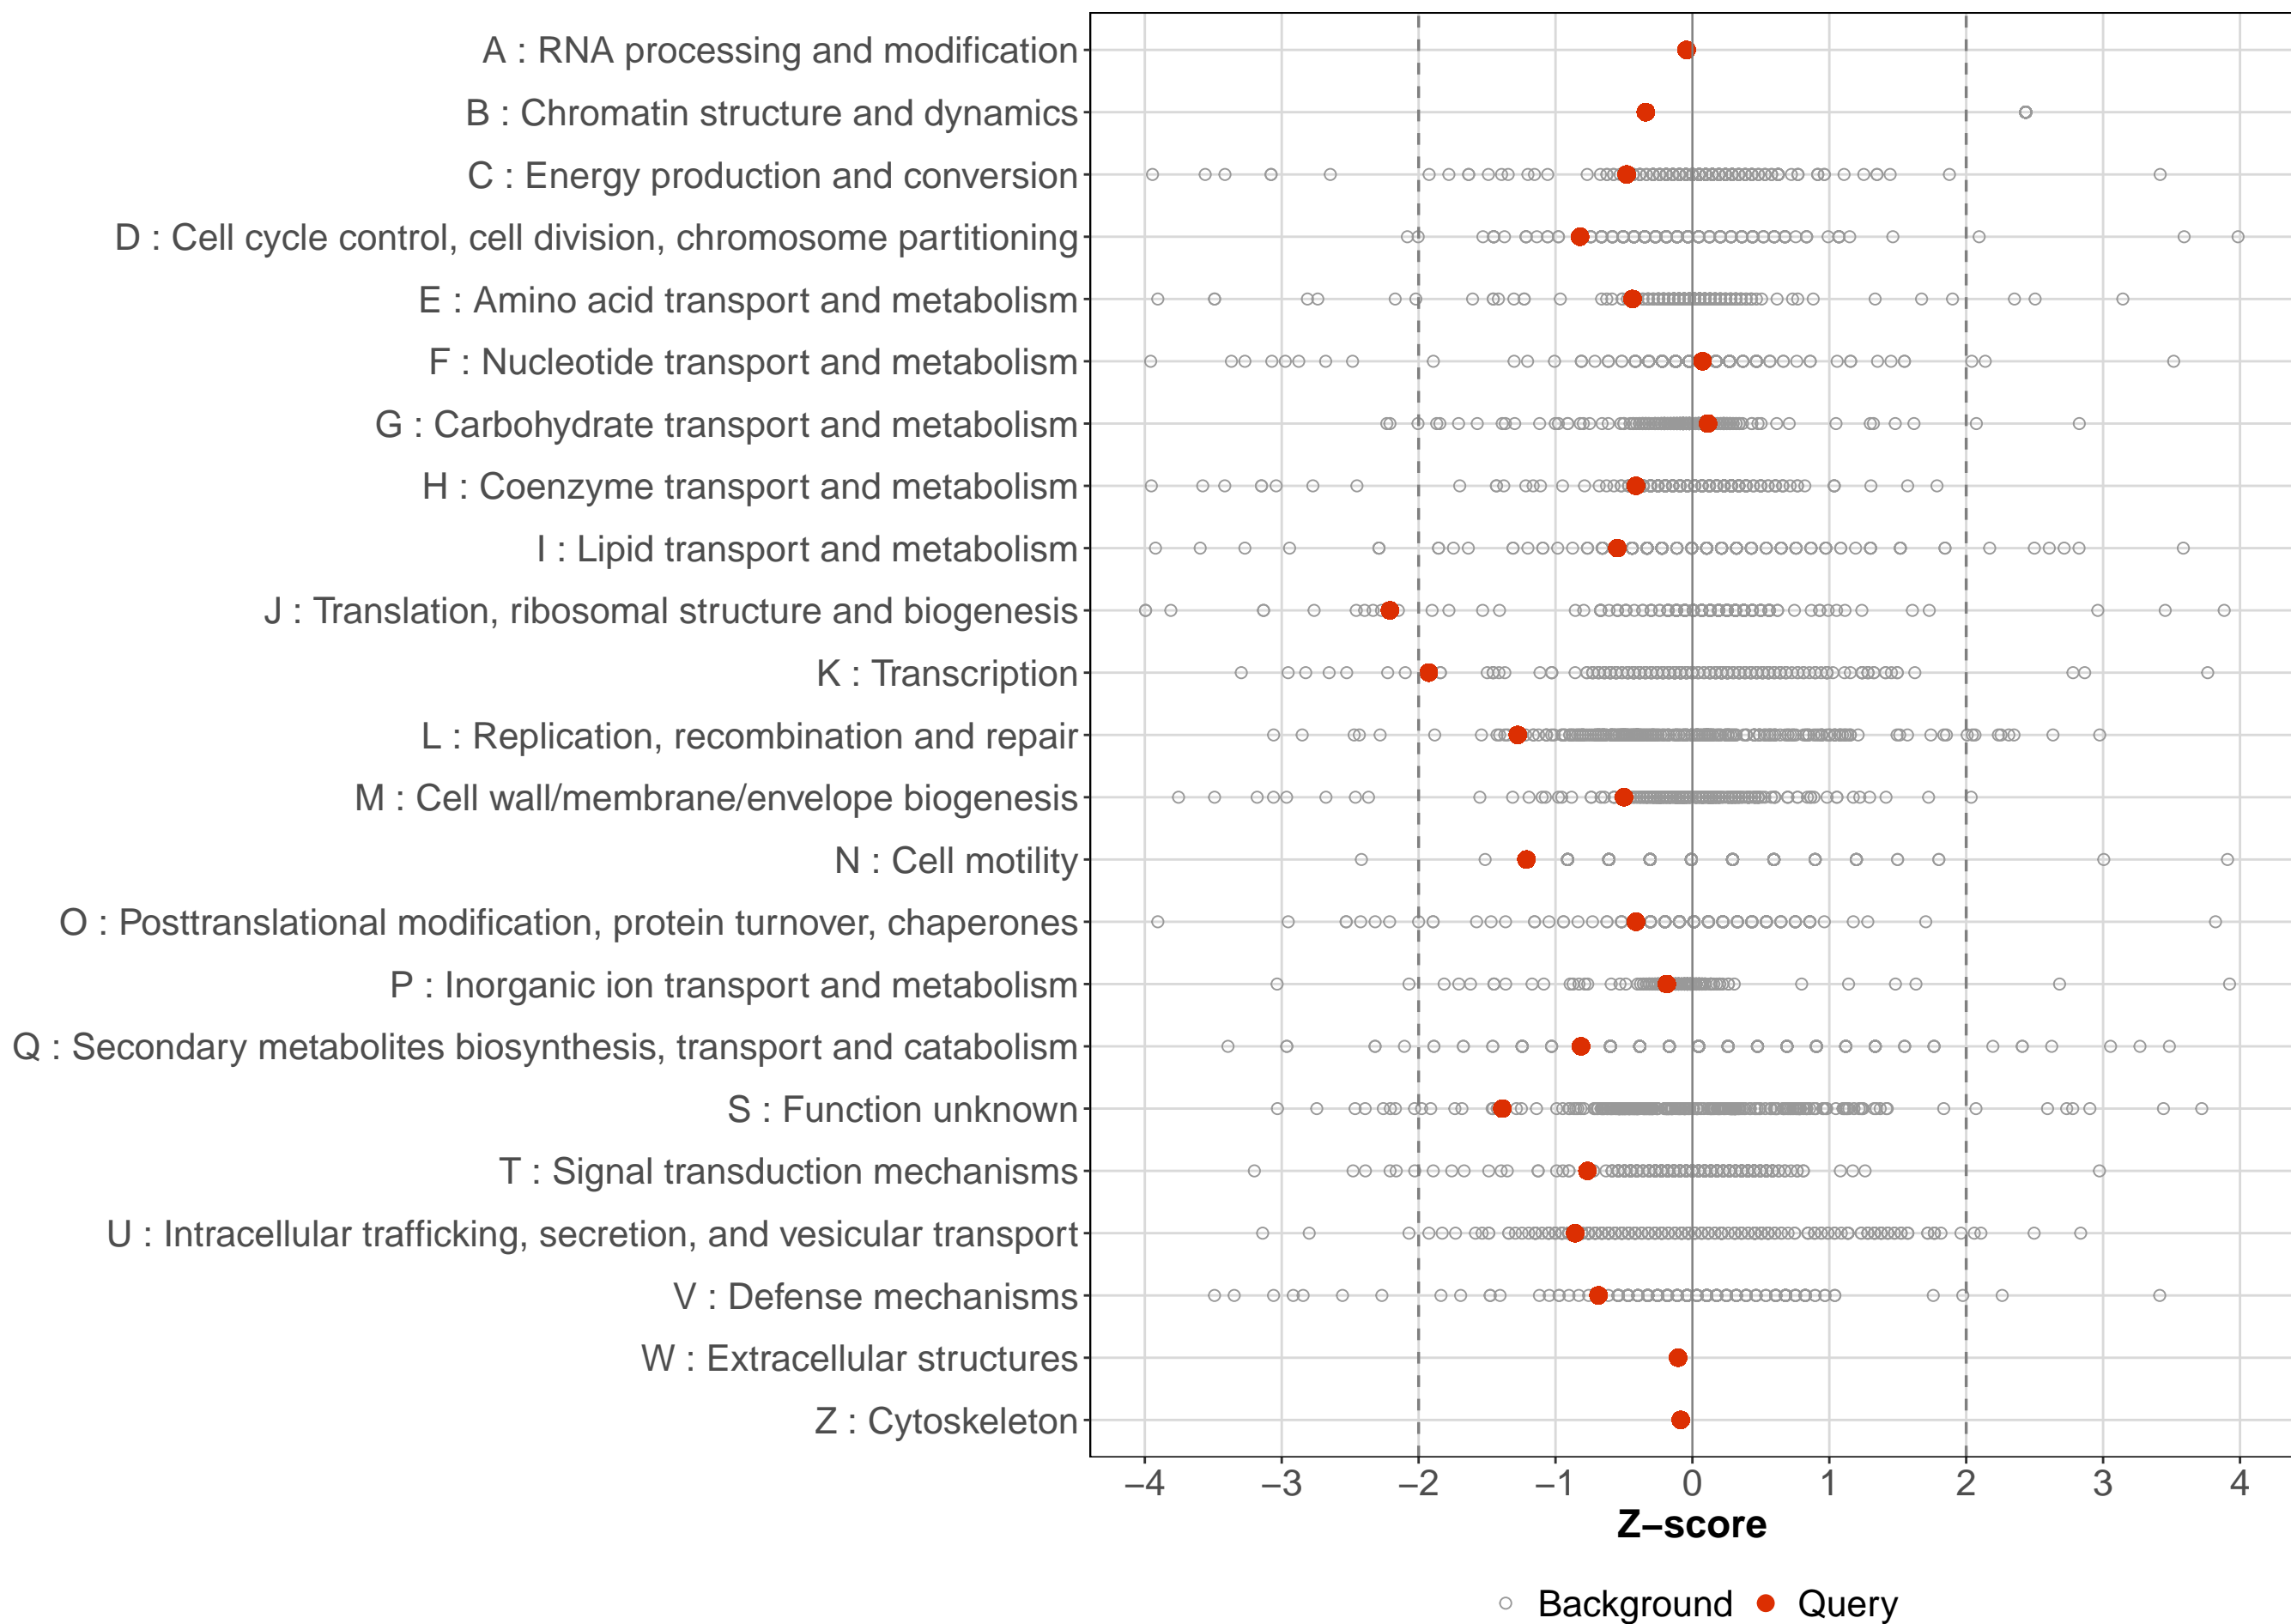 A : RNA processing and modification
B : Chromatin structure and dynamics
C : Energy production and conversion
D : Cell cycle control, cell division, chromosome partitioning
E : Amino acid transport and metabolism
F : Nucleotide transport and metabolism
G : Carbohydrate transport and metabolism
H : Coenzyme transport and metabolism
I : Lipid transport and metabolism
J : Translation, ribosomal structure and biogenesis
K : Transcription
L : Replication, recombination and repair
M : Cell wall/membrane/envelope biogenesis
N : Cell motility
O : Posttranslational modification, protein turnover, chaperones
P : Inorganic ion transport and metabolism
Q : Secondary metabolites biosynthesis, transport and catabolism
S : Function unknown
T : Signal transduction mechanisms
U : Intracellular trafficking, secretion, and vesicular transport
V : Defense mechanisms
W : Extracellular structures
Z : Cytoskeleton
−4 −3 −2 −1 0 1 2 3 4
Z−score
Background Query